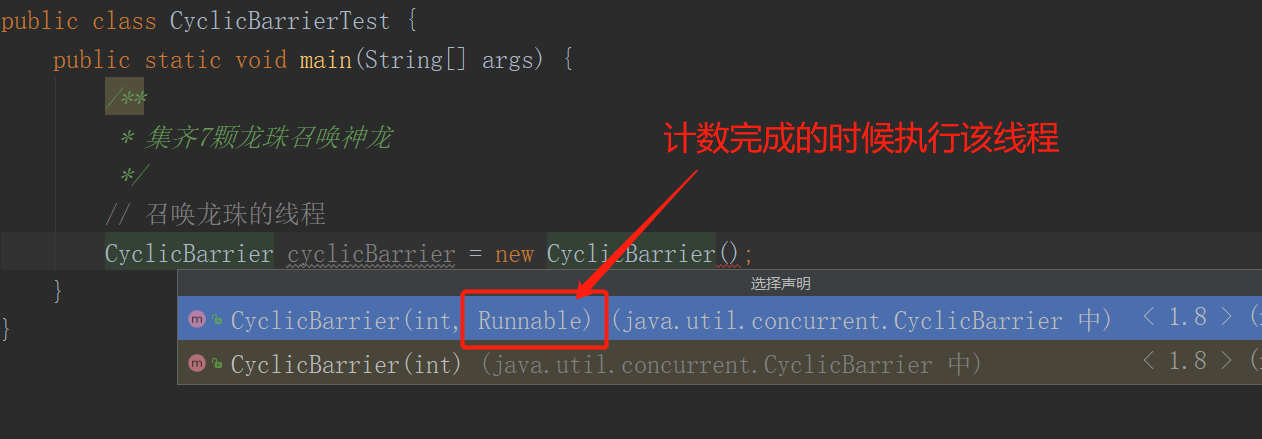 public class CyclicBarrierTest {
public static void main(String[] args) {
/**
* 集齐7颗龙珠召唤神龙
计数完成的时候执行该线程
*/
// 召唤龙珠的线程
CyclicBarrier cyclicBarrier = new CyclicBarrier();
}
选择声明
m CyclicBarrier(int, Runnable) (java.util.concurrent.CyclicBarrier 中) < 1.8 > (
}
m CyclicBarrier(int) (java.util.concurrent.CyclicBarrier 中) < 1.8 > (